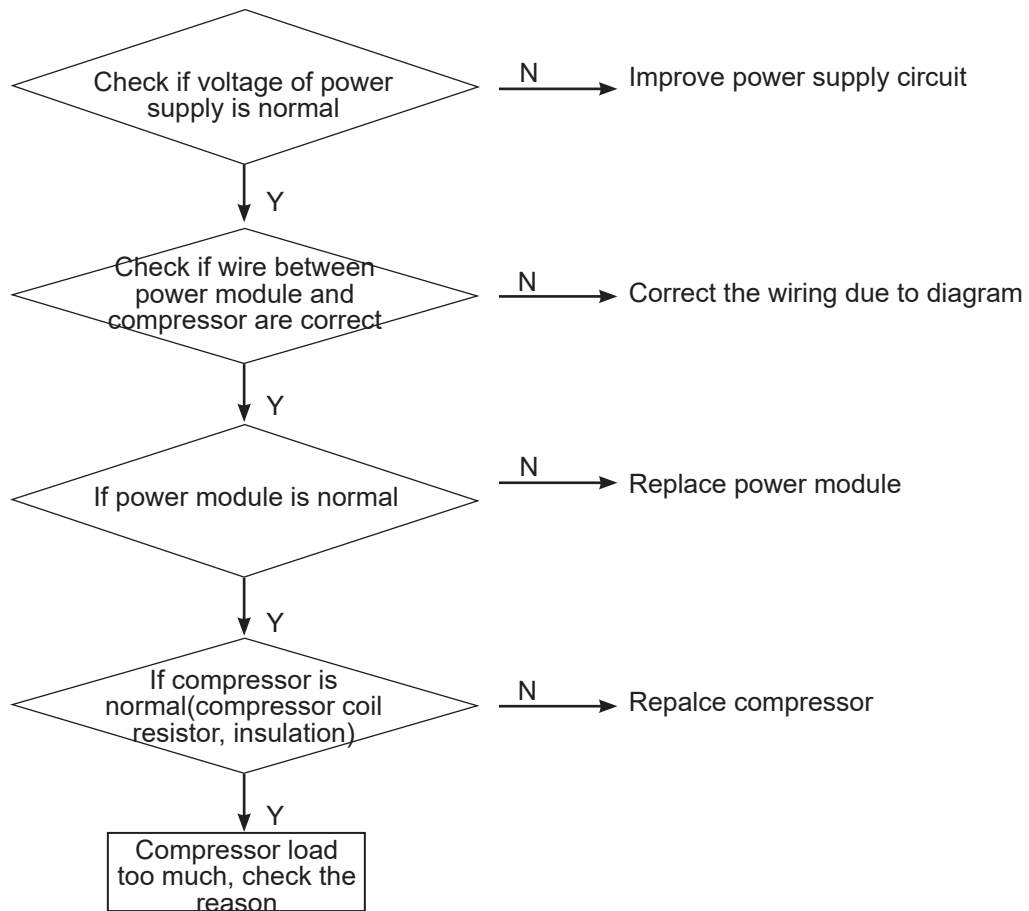 Check if voltage of power
supply is normal
N
Improve power supply circuit
Y
Check if wire between
power module and
compressor are correct
N
Correct the wiring due to diagram
Y
If power module is normal
N
Replace power module
Y
If compressor is
normal(compressor coil
resistor, insulation)
N
Repalce compressor
Y
Compressor load
too much, check the
reason